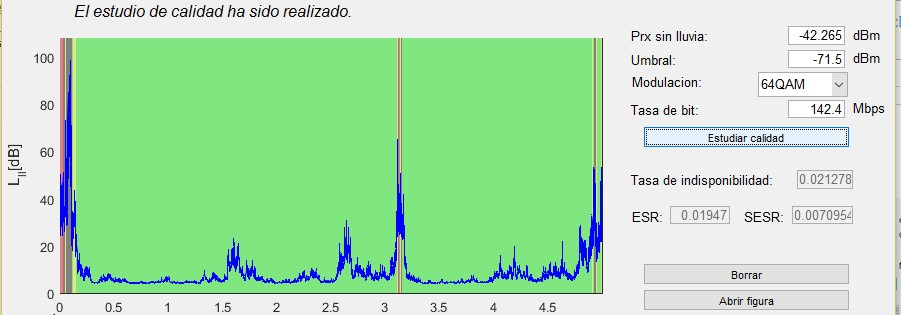 El estudio de calidad ha sido realizado.
100
80
60
40
20
0
L_ll[dB]
0 0.5 1 1.5 2 2.5 3 3.5 4 4.5
Prx sin lluvia: -42.265 dBm
Umbral: -71.5 dBm
Modulacion: 64QAM
Tasa de bit: 142.4 Mbps
Estudiar calidad
Tasa de indisponibilidad: 0.021278
ESR: 0.01947 SESR: 0.0070954
Borrar
Abrir figura